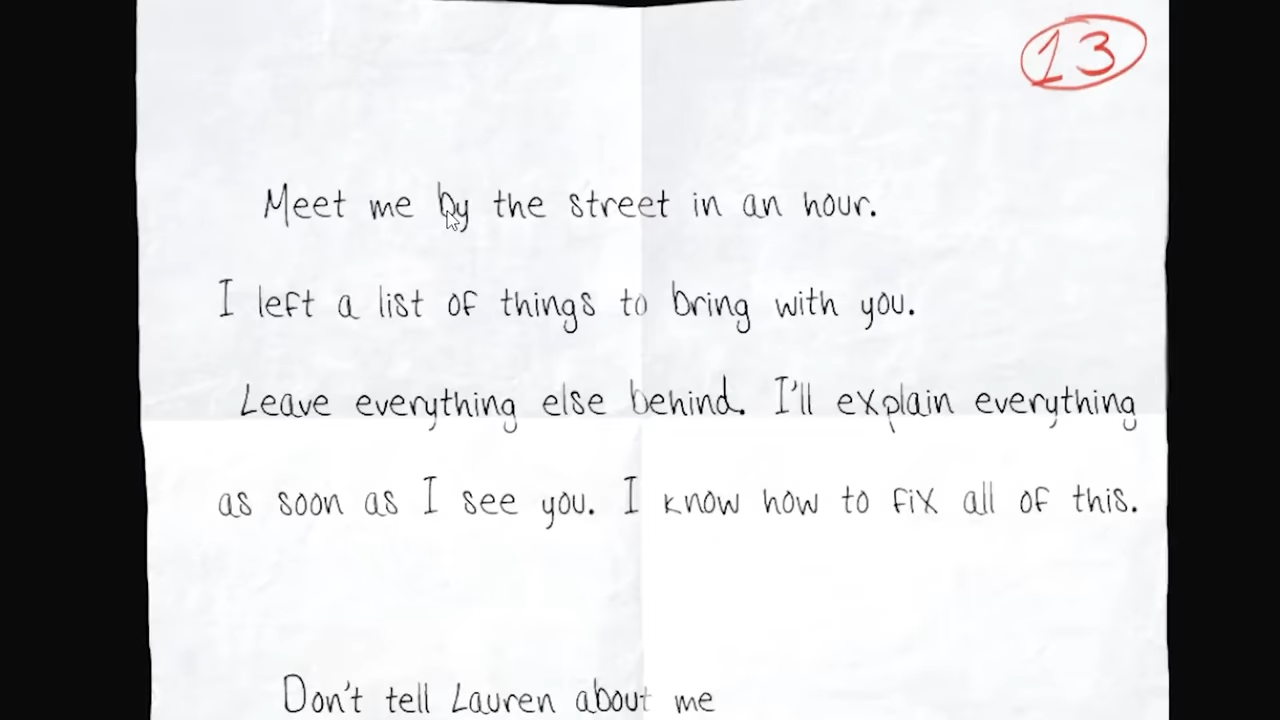 13
Meet me by the street in an hour.
I left a list of things to bring with you.
Leave everything else behind. I'll explain everything
as soon as I see you. I know how to fix all of this.
Don't tell Lauren about me